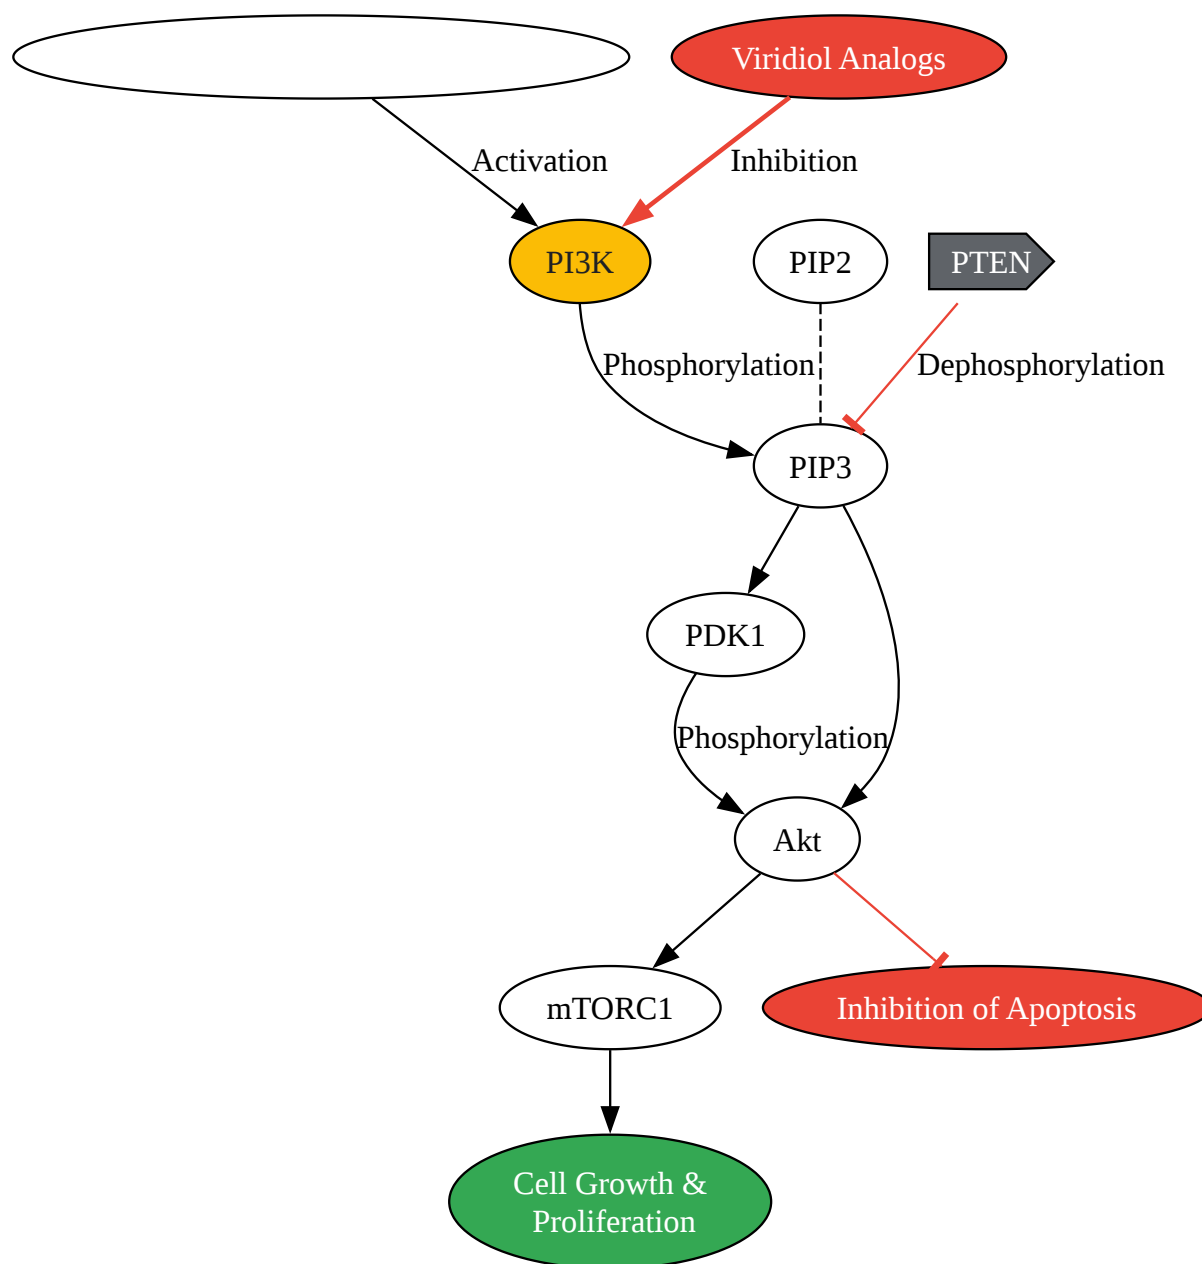 Viridiol Analogs
Activation
Inhibition
PI3K
PIP2
PTEN
Phosphorylation
Dephosphorylation
PIP3
PDK1
Phosphorylation
Akt
mTORC1
Inhibition of Apoptosis
Cell Growth &
Proliferation